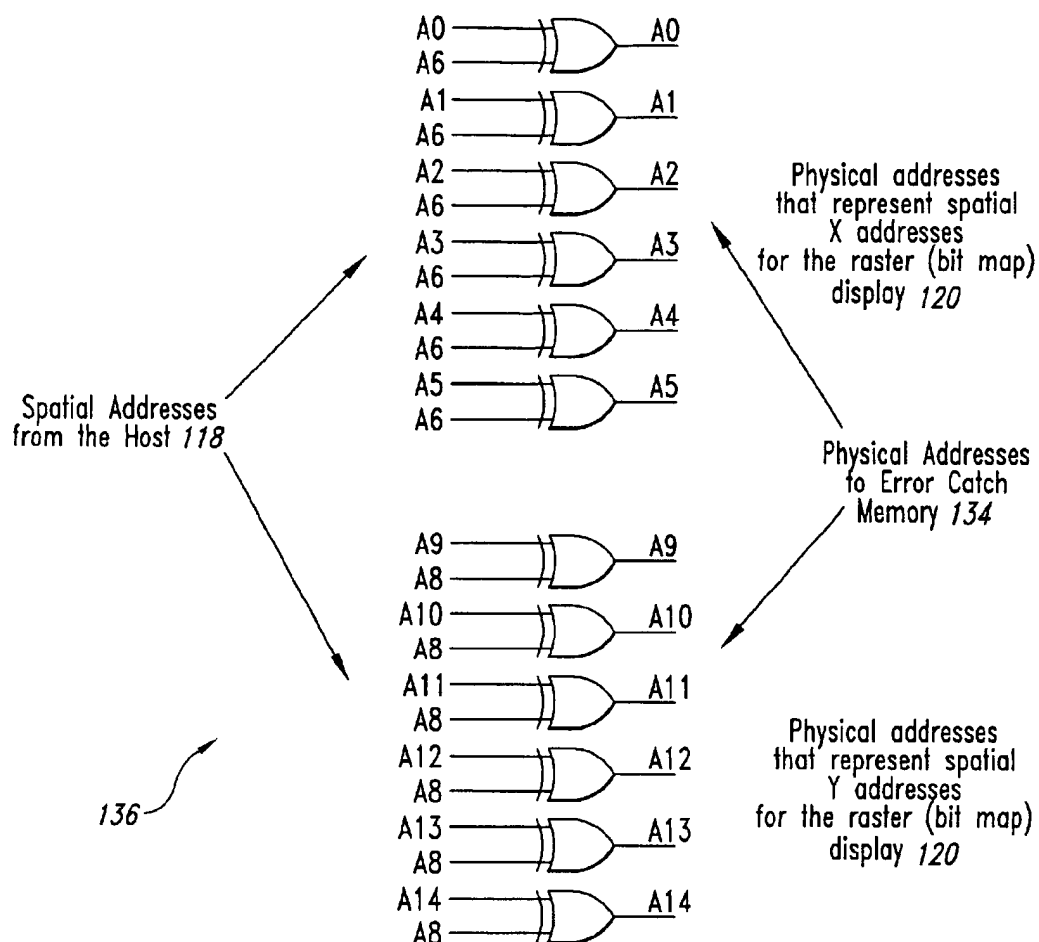 A0 A0
A6
A1 A1
A6
A2 A2
A6
A3 A3
A6
A4 A4
A6
A5 A5
A6
Physical addresses
that represent spatial
X addresses
for the raster (bit map)
display 120
Spatial Addresses
from the Host 118
Physical Addresses
to Error Catch
Memory 134
A9 A9
A8
A10 A10
A8
A11 A11
A8
A12 A12
A8
A13 A13
A8
A14 A14
A8
Physical addresses
that represent spatial
Y addresses
for the raster (bit map)
display 120
136